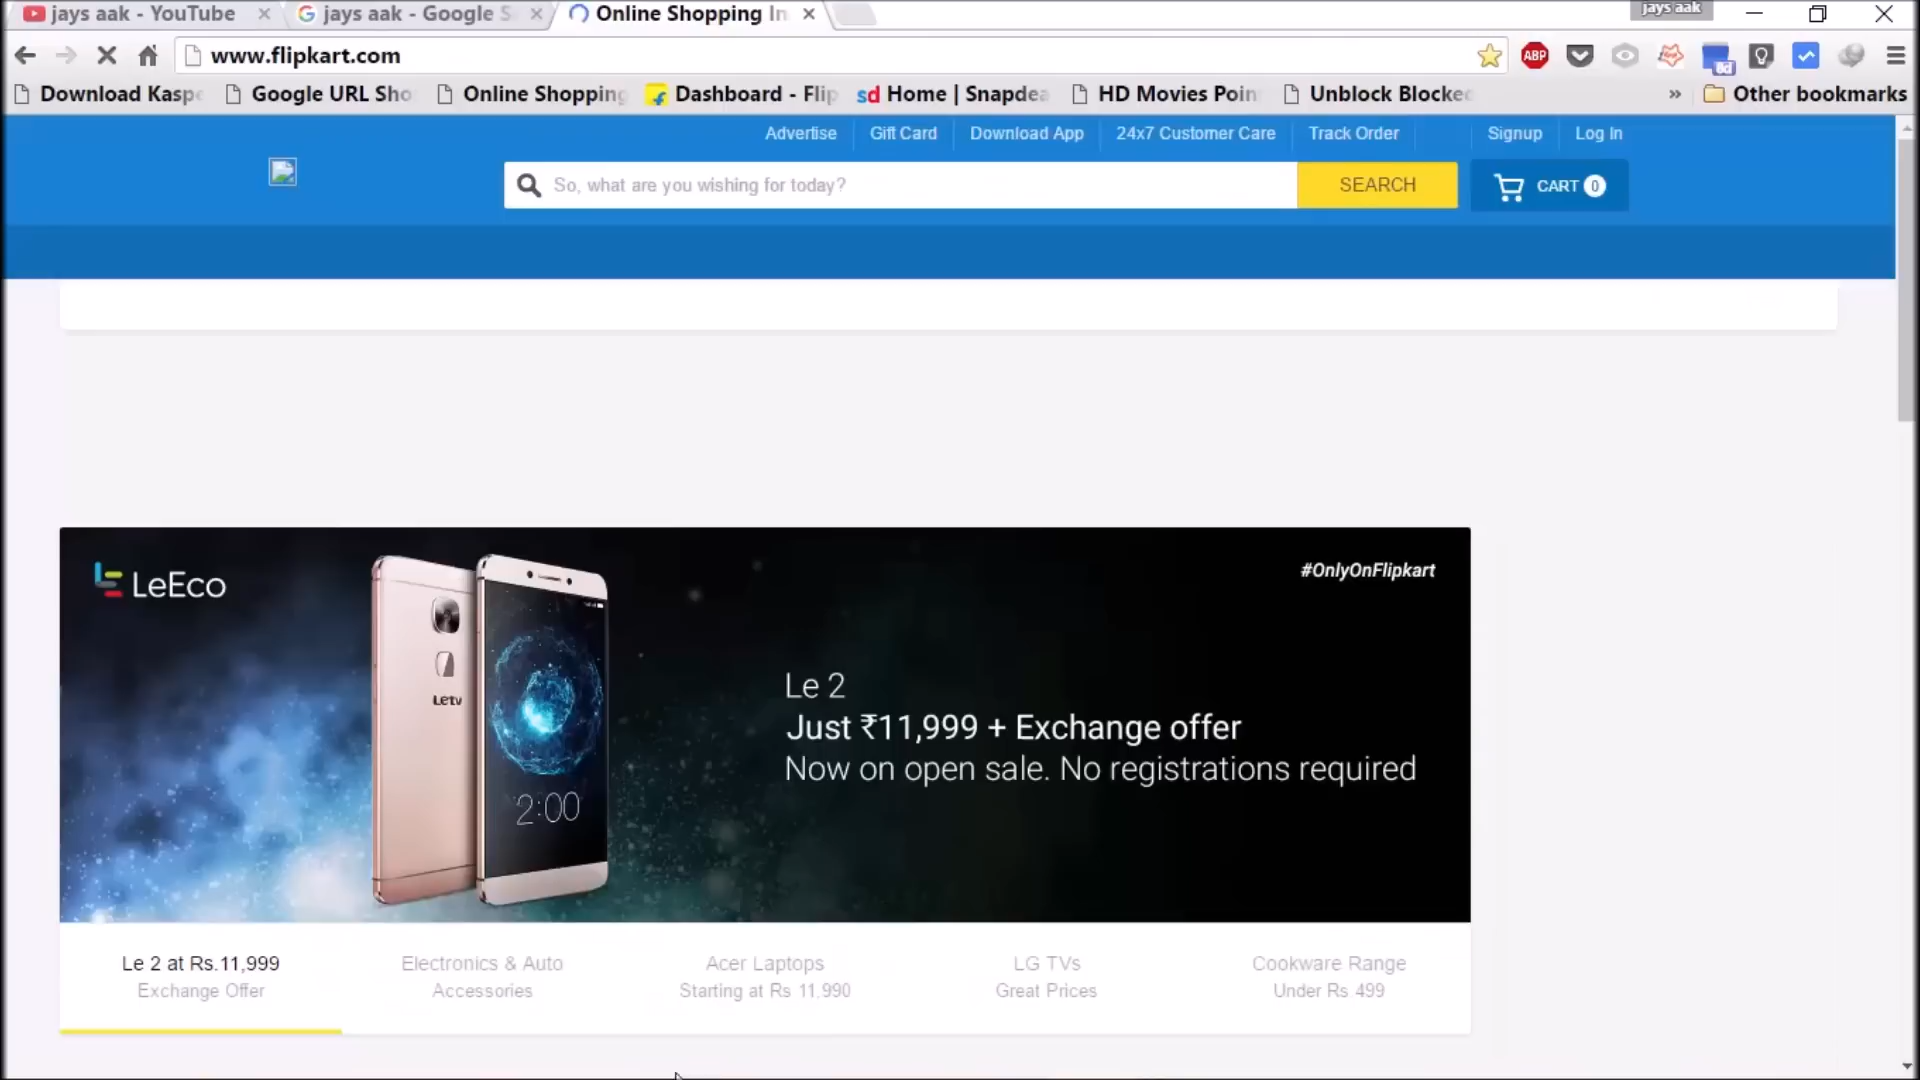 jays aak - YouTube
jays aak - Google S
Online Shopping In
jays aak
www.flipkart.com
ABP
Download Kaspe
Google URL Sho
Online Shopping
Dashboard - Flip
sd Home | Snapdea
HD Movies Poin
Unblock Blocked
» Other bookmarks
Advertise
Gift Card
Download App
24x7 Customer Care
Track Order
Signup
Log In
So, what are you wishing for today?
SEARCH
CART 0
LeEco
#OnlyOnFlipkart
Letv
2:00
Le 2
Just ₹11,999 + Exchange offer
Now on open sale. No registrations required
Le 2 at Rs.11,999
Exchange Offer
Electronics & Auto
Accessories
Acer Laptops
Starting at Rs 11,990
LG TVs
Great Prices
Cookware Range
Under Rs 499